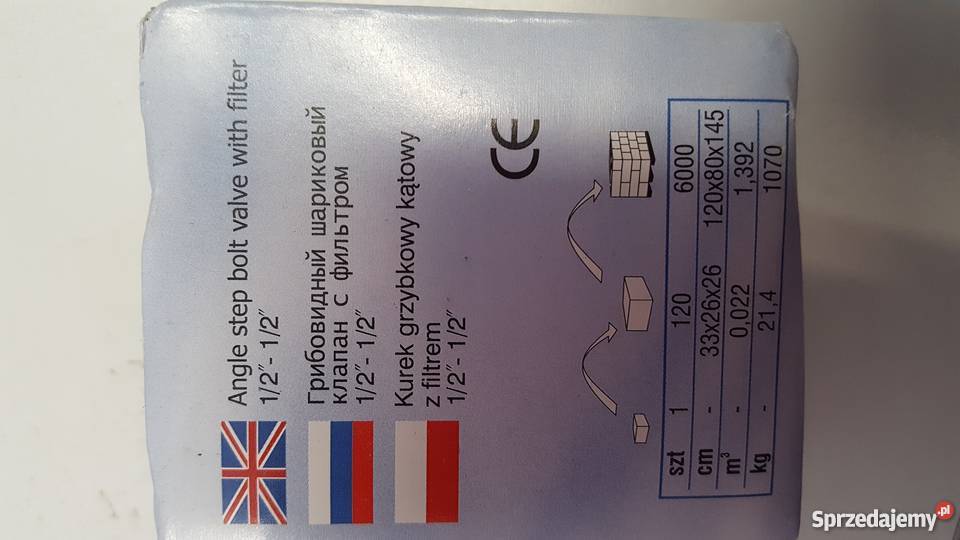 Angle step bolt valve with filter
1/2"- 1/2"
Грибовидный шариковый
клапан с фильтром
1/2"- 1/2"
Kurek grzybkowy kątowy
z filtrem
1/2"- 1/2"
CE
szt 1 120 6000
cm - 33x26x26 120x80x145
m³ - 0,022 1,392
kg - 21,4 1070
Sprzedajemy.pl